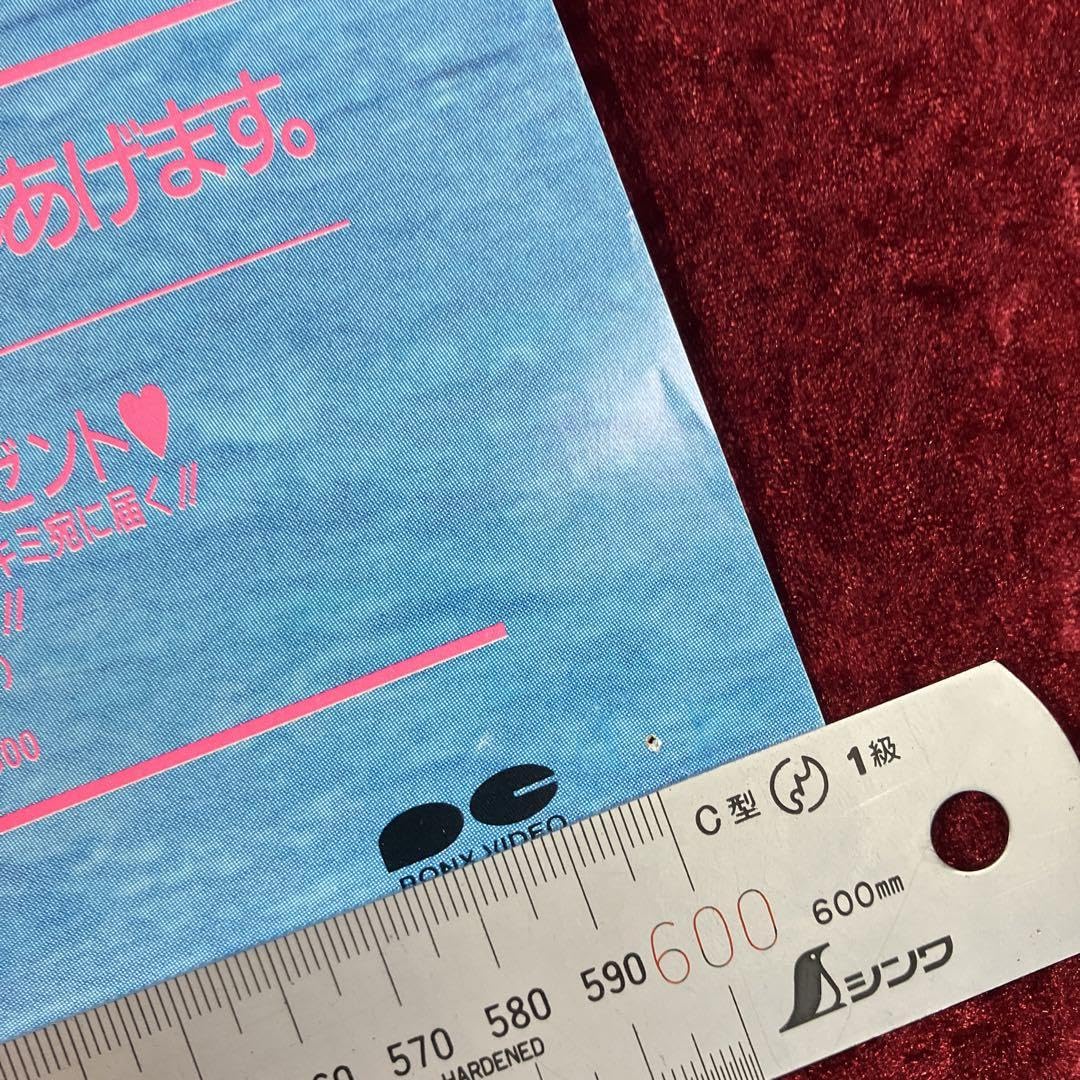 あげます。
ゼント♥
キミ宛に届く!!
!!
)
PONY VIDEO
C型 1級
570 580 590 600 600mm
HARDENED
シンワ